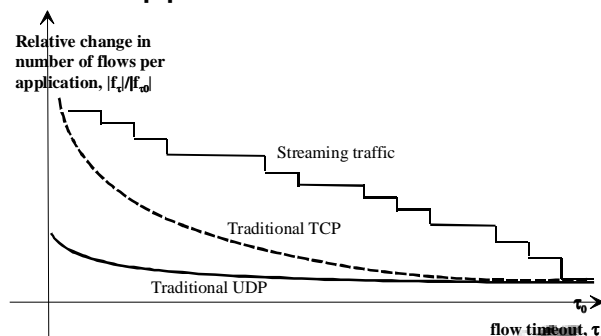 Relative change in
number of flows per
application, |fτ|/|fτ0|
Streaming traffic
Traditional TCP
Traditional UDP
τ0
flow timeout, τ